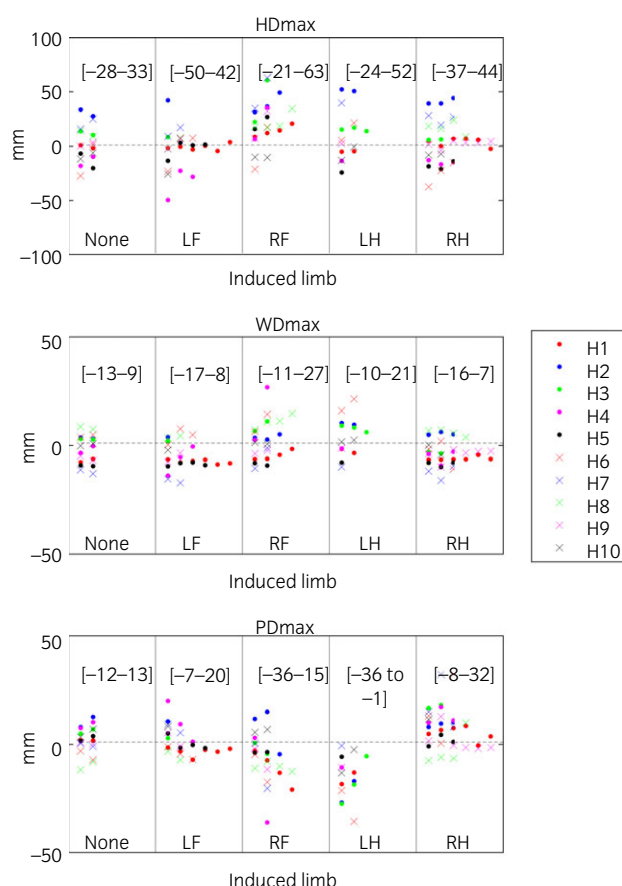 HDmax
100
50
0
−50
−100
mm
[−28–33] [−50–42] [−21–63] [−24–52] [−37–44]
None LF RF LH RH
Induced limb
WDmax
50
0
−50
mm
[−13–9] [−17–8] [−11–27] [−10–21] [−16–7]
None LF RF LH RH
Induced limb
H1
H2
H3
H4
H5
H6
H7
H8
H9
H10
PDmax
50
0
−50
mm
[−12–13] [−7–20] [−36–15] [−36 to −1] [−8–32]
None LF RF LH RH
Induced limb